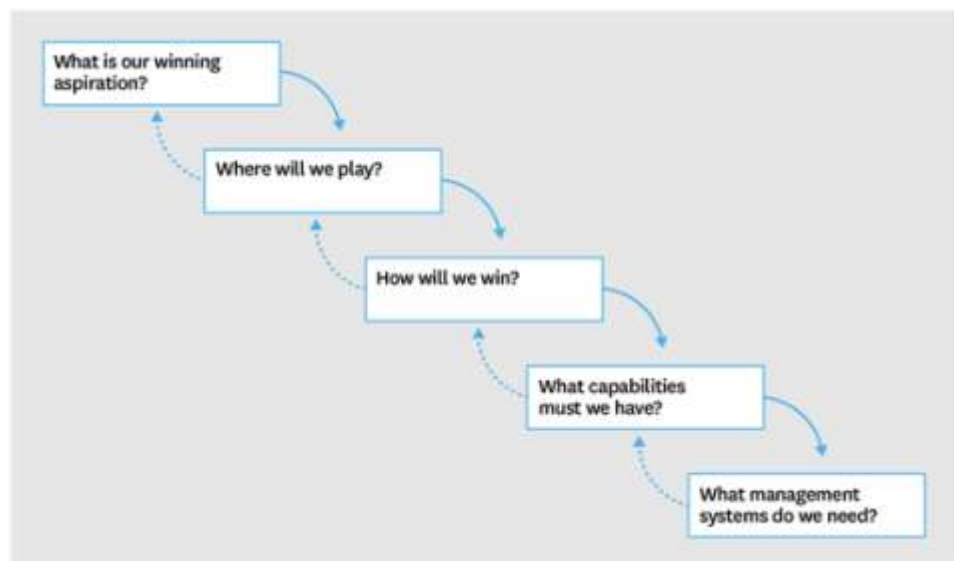 What is our winning
aspiration?
Where will we play?
How will we win?
What capabilities
must we have?
What management
systems do we need?